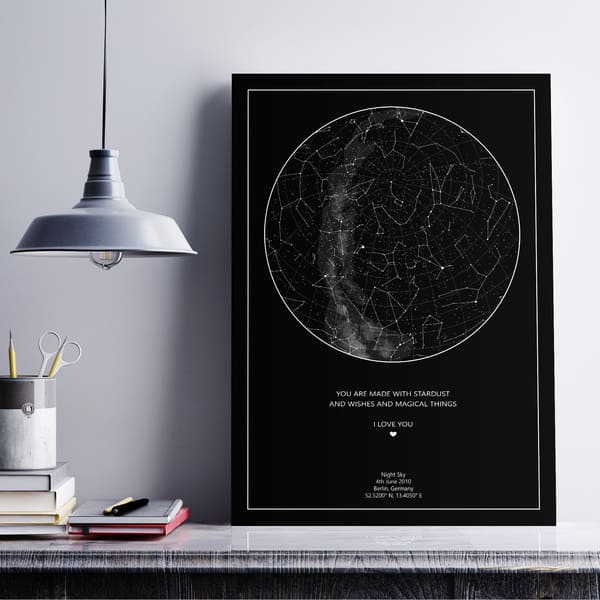 YOU ARE MADE WITH STARDUST
AND WISHES AND MAGICAL THINGS
I LOVE YOU
Night Sky
4th June 2010
Berlin, Germany
52.5200° N, 13.4050° E